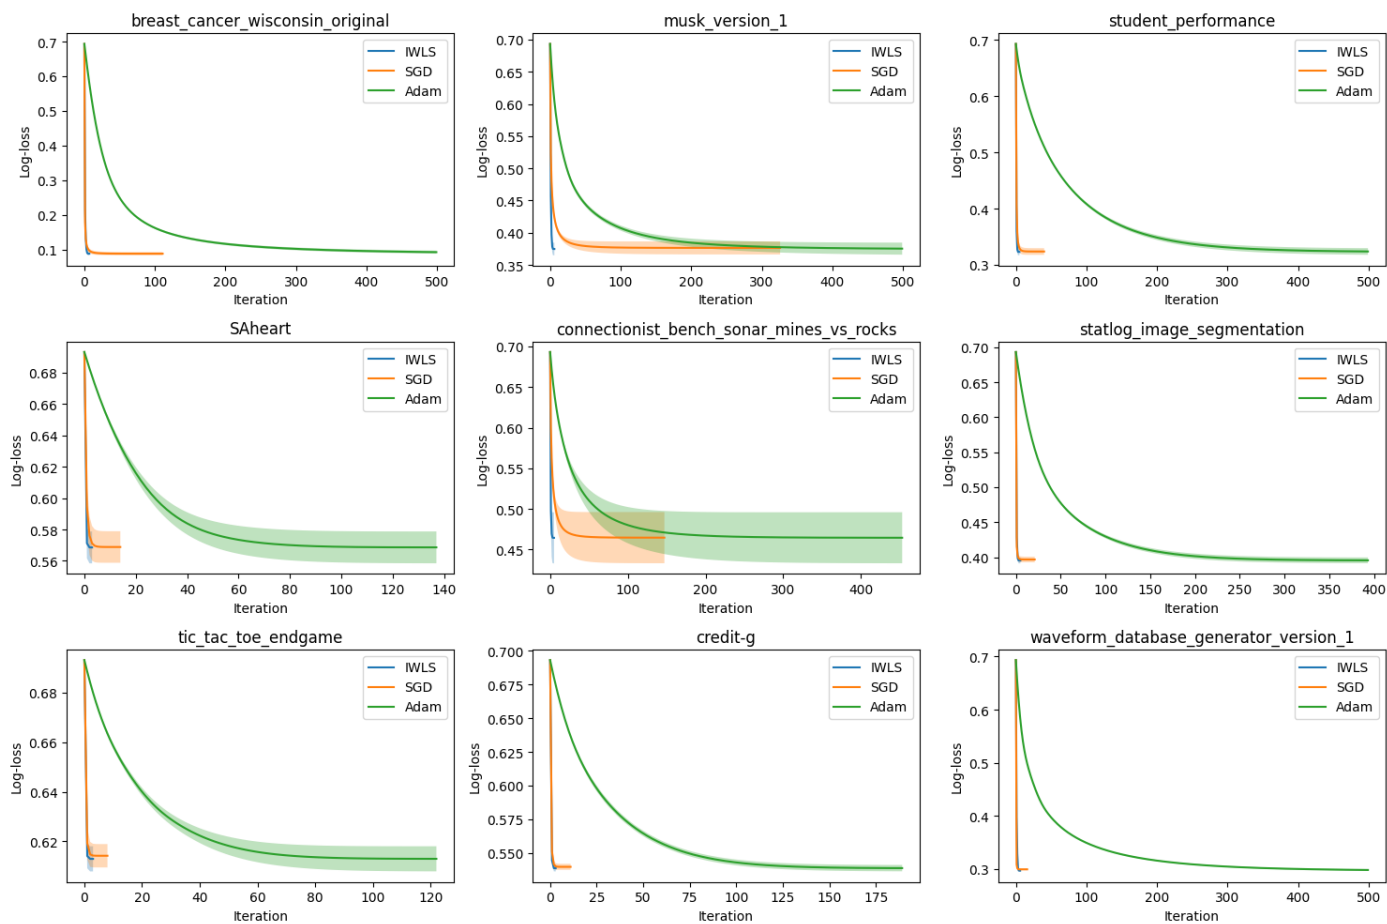 breast_cancer_wisconsin_original
Log-loss
0.7
0.6
0.5
0.4
0.3
0.2
0.1
IWLS
SGD
Adam
0 100 200 300 400 500
Iteration
musk_version_1
Log-loss
0.70
0.65
0.60
0.55
0.50
0.45
0.40
0.35
IWLS
SGD
Adam
0 100 200 300 400 500
Iteration
student_performance
Log-loss
0.7
0.6
0.5
0.4
0.3
IWLS
SGD
Adam
0 100 200 300 400 500
Iteration
SAheart
Log-loss
0.68
0.66
0.64
0.62
0.60
0.58
0.56
IWLS
SGD
Adam
0 20 40 60 80 100 120 140
Iteration
connectionist_bench_sonar_mines_vs_rocks
Log-loss
0.70
0.65
0.60
0.55
0.50
0.45
IWLS
SGD
Adam
0 100 200 300 400
Iteration
statlog_image_segmentation
Log-loss
0.70
0.65
0.60
0.55
0.50
0.45
0.40
IWLS
SGD
Adam
0 50 100 150 200 250 300 350 400
Iteration
tic_tac_toe_endgame
Log-loss
0.68
0.66
0.64
0.62
IWLS
SGD
Adam
0 20 40 60 80 100 120
Iteration
credit-g
Log-loss
0.700
0.675
0.650
0.625
0.600
0.575
0.550
IWLS
SGD
Adam
0 25 50 75 100 125 150 175
Iteration
waveform_database_generator_version_1
Log-loss
0.7
0.6
0.5
0.4
0.3
IWLS
SGD
Adam
0 100 200 300 400 500
Iteration